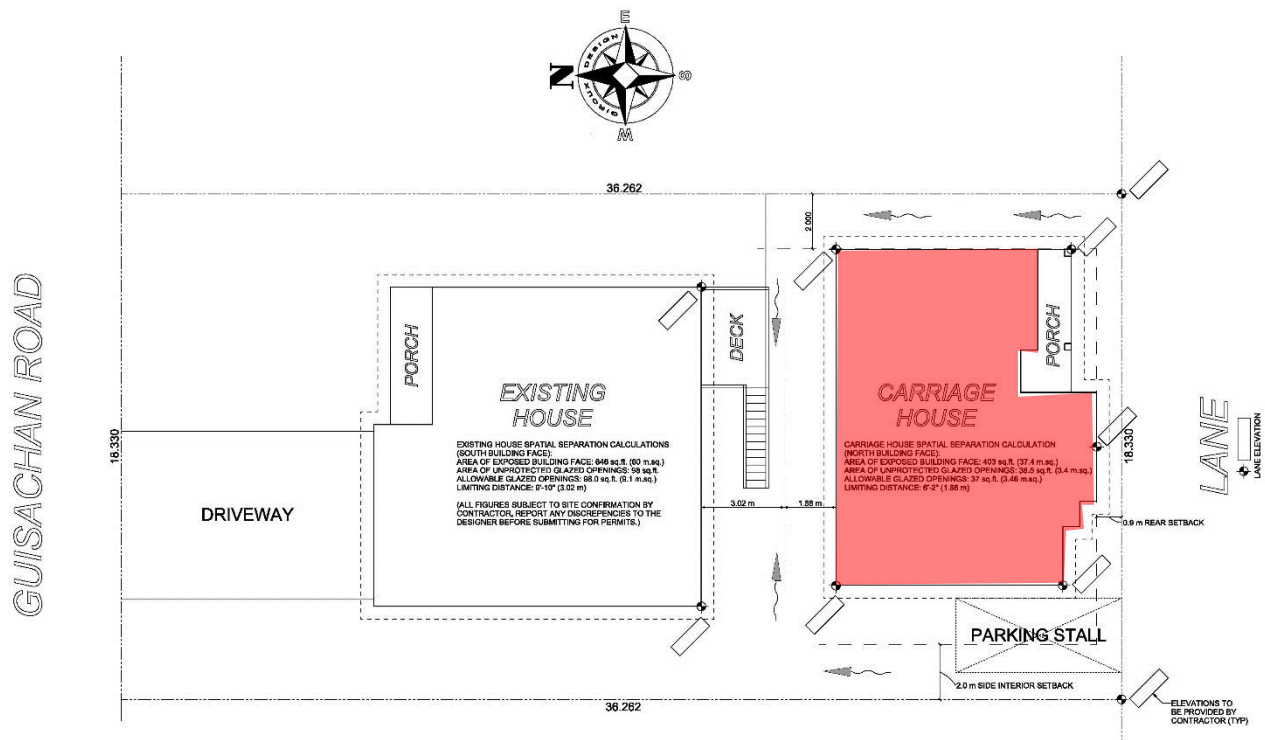 E
N
S
W
GIROUX DESIGN
36.262
2.000
GUISACHAN ROAD
18.330
DRIVEWAY
PORCH
EXISTING
HOUSE
EXISTING HOUSE SPATIAL SEPARATION CALCULATIONS
(SOUTH BUILDING FACE):
AREA OF EXPOSED BUILDING FACE: 646 sq.ft. (60 m.sq.)
AREA OF UNPROTECTED GLAZED OPENINGS: 98 sq.ft.
ALLOWABLE GLAZED OPENINGS: 98.0 sq.ft. (9.1 m.sq.)
LIMITING DISTANCE: 9'-10" (3.02 m)
(ALL FIGURES SUBJECT TO SITE CONFIRMATION BY
CONTRACTOR, REPORT ANY DISCREPENCIES TO THE
DESIGNER BEFORE SUBMITTING FOR PERMITS.)
DECK
3.02 m
1.88 m
CARRIAGE
HOUSE
CARRIAGE HOUSE SPATIAL SEPARATION CALCULATION
(NORTH BUILDING FACE):
AREA OF EXPOSED BUILDING FACE: 403 sq.ft. (37.4 m.sq.)
AREA OF UNPROTECTED GLAZED OPENINGS: 36.5 sq.ft. (3.4 m.sq.)
ALLOWABLE GLAZED OPENINGS: 37 sq.ft. (3.46 m.sq.)
LIMITING DISTANCE: 6'-2" (1.88 m)
PORCH
18.330
LANE
LANE ELEVATION
0.9 m REAR SETBACK
PARKING STALL
2.0 m SIDE INTERIOR SETBACK
36.262
ELEVATIONS TO
BE PROVIDED BY
CONTRACTOR (TYP)